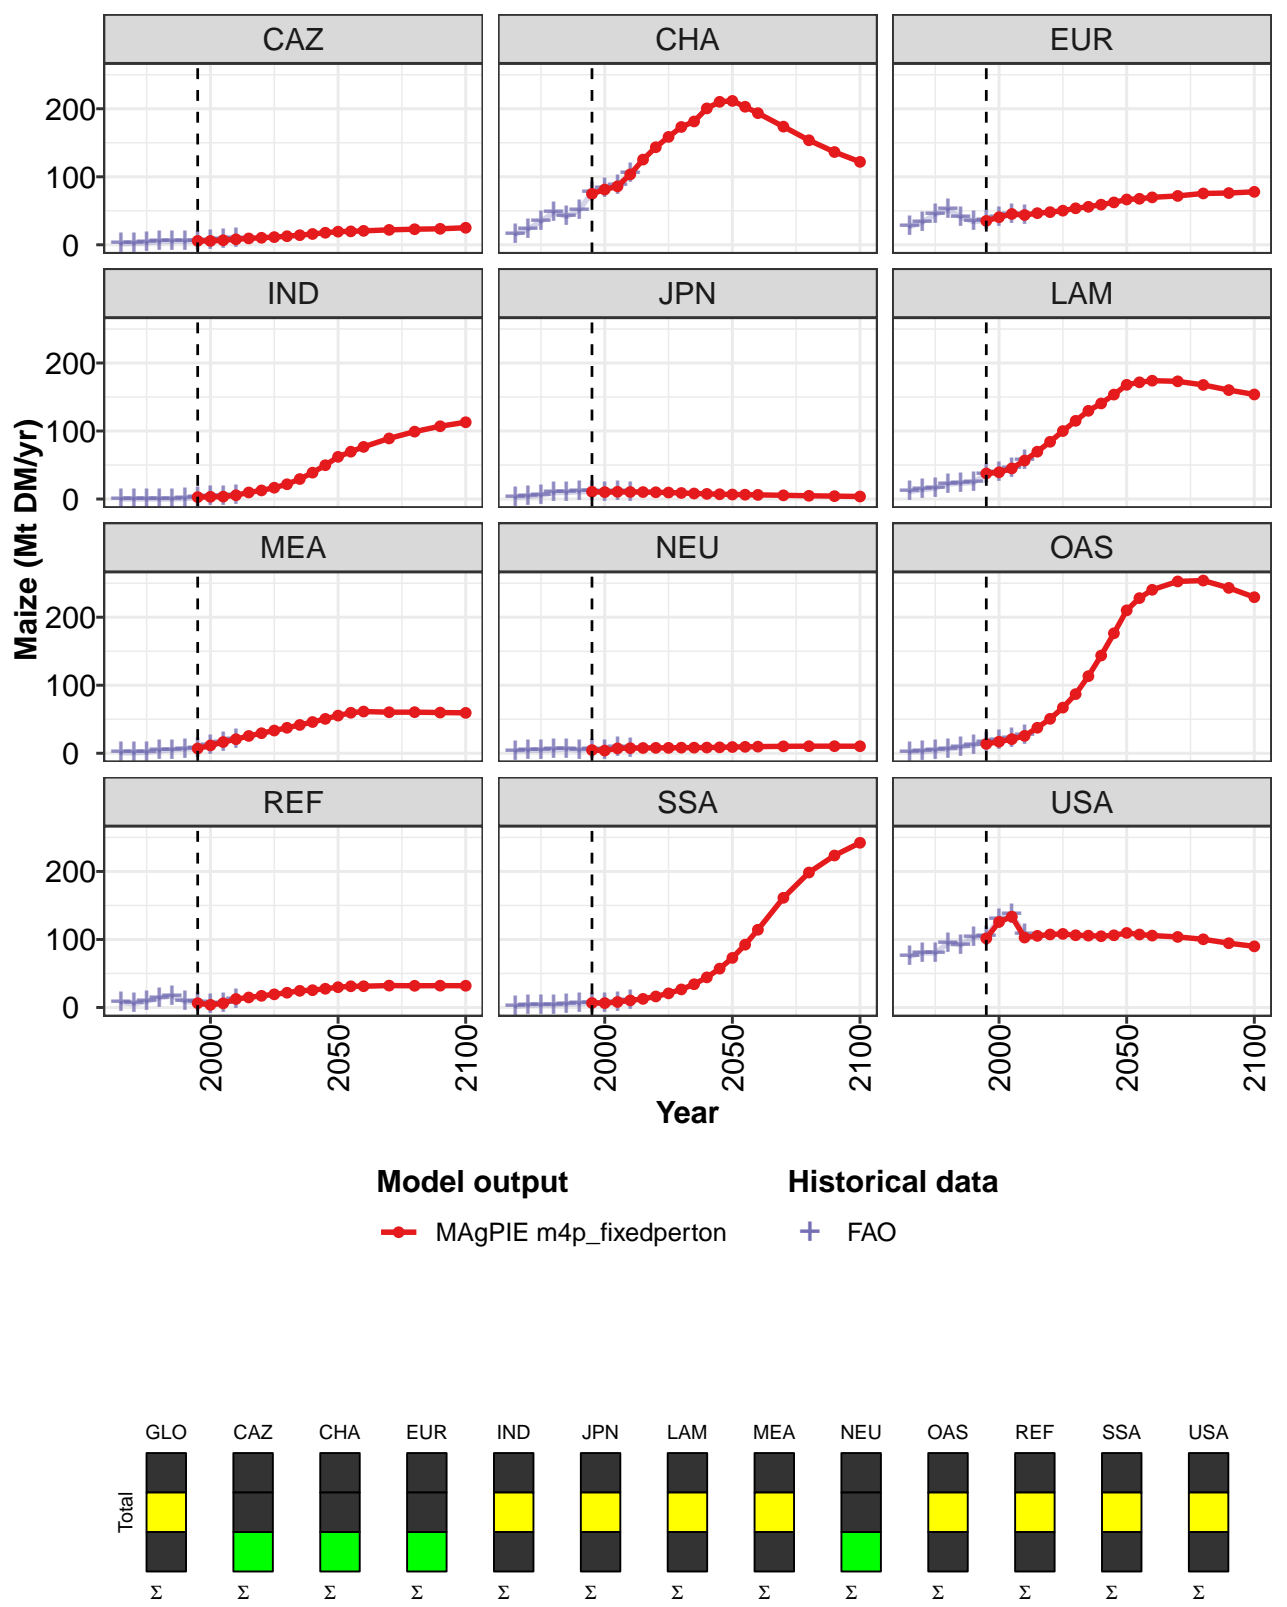 CAZ CHA EUR
200
100
0
IND JPN LAM
200
100
0
MEA NEU OAS
200
100
0
REF SSA USA
200
100
0
Maize (Mt DM/yr)
2000 2050 2100 2000 2050 2100 2000 2050 2100
Year
Model output Historical data
MAgPIE m4p_fixedperton FAO
GLO CAZ CHA EUR IND JPN LAM MEA NEU OAS REF SSA USA
Total
Σ Σ Σ Σ Σ Σ Σ Σ Σ Σ Σ Σ Σ